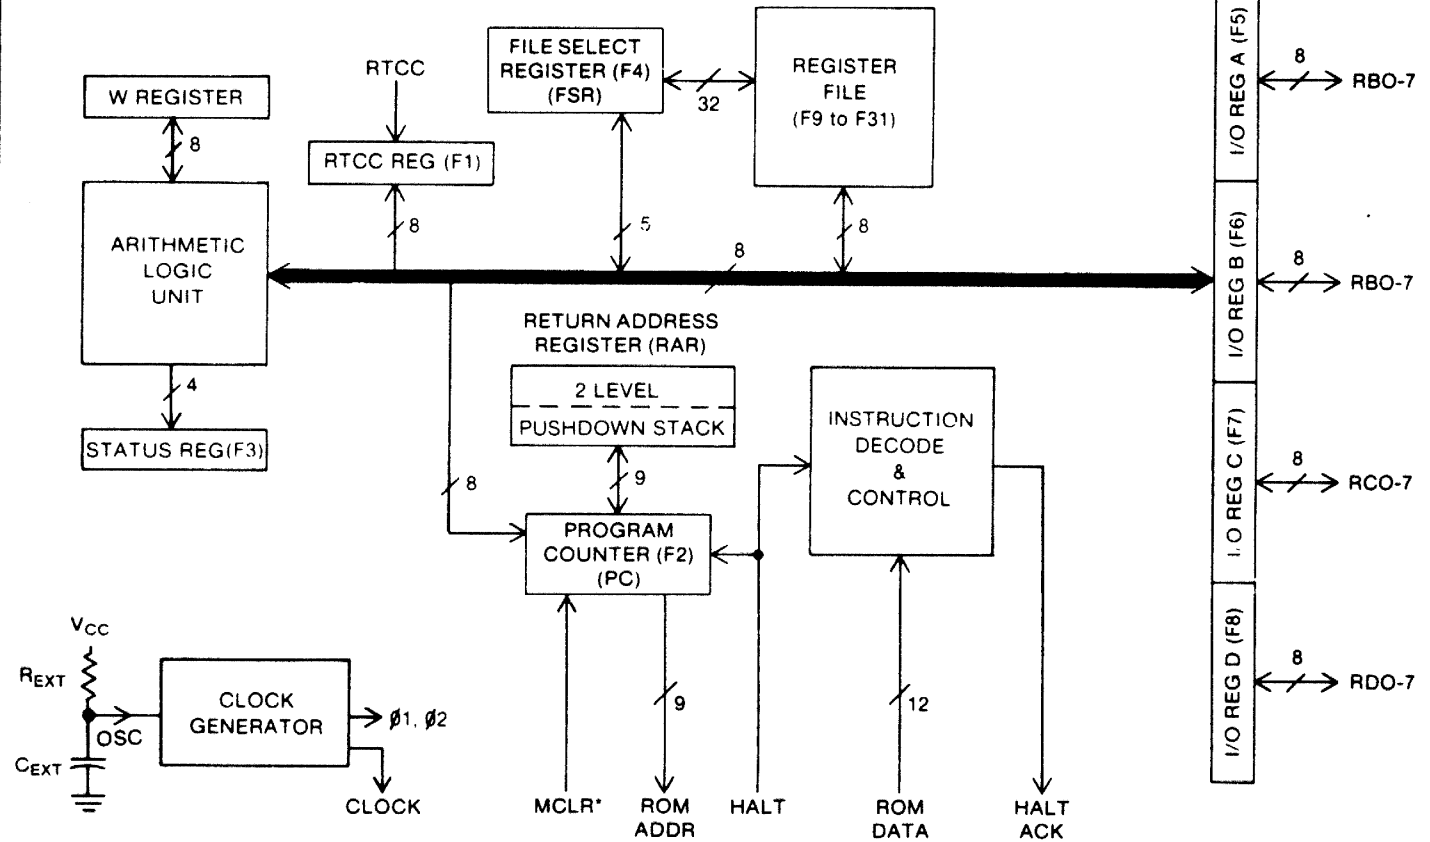 FILE SELECT
REGISTER (F4)
(FSR)
32
REGISTER
FILE
(F9 to F31)
RTCC
W REGISTER
8
RTCC REG (F1)
8
5
8
8
ARITHMETIC
LOGIC
UNIT
4
STATUS REG(F3)
RETURN ADDRESS
REGISTER (RAR)
2 LEVEL
PUSHDOWN STACK
9
8
PROGRAM
COUNTER (F2)
(PC)
INSTRUCTION
DECODE
&
CONTROL
I/O REG A (F5)
8
RBO-7
I/O REG B (F6)
8
RBO-7
I.O REG C (F7)
8
RCO-7
I/O REG D (F8)
8
RDO-7
VCC
REXT
OSC
CEXT
CLOCK
GENERATOR
ø1, ø2
CLOCK
9
12
MCLR*
ROM
ADDR
HALT
ROM
DATA
HALT
ACK